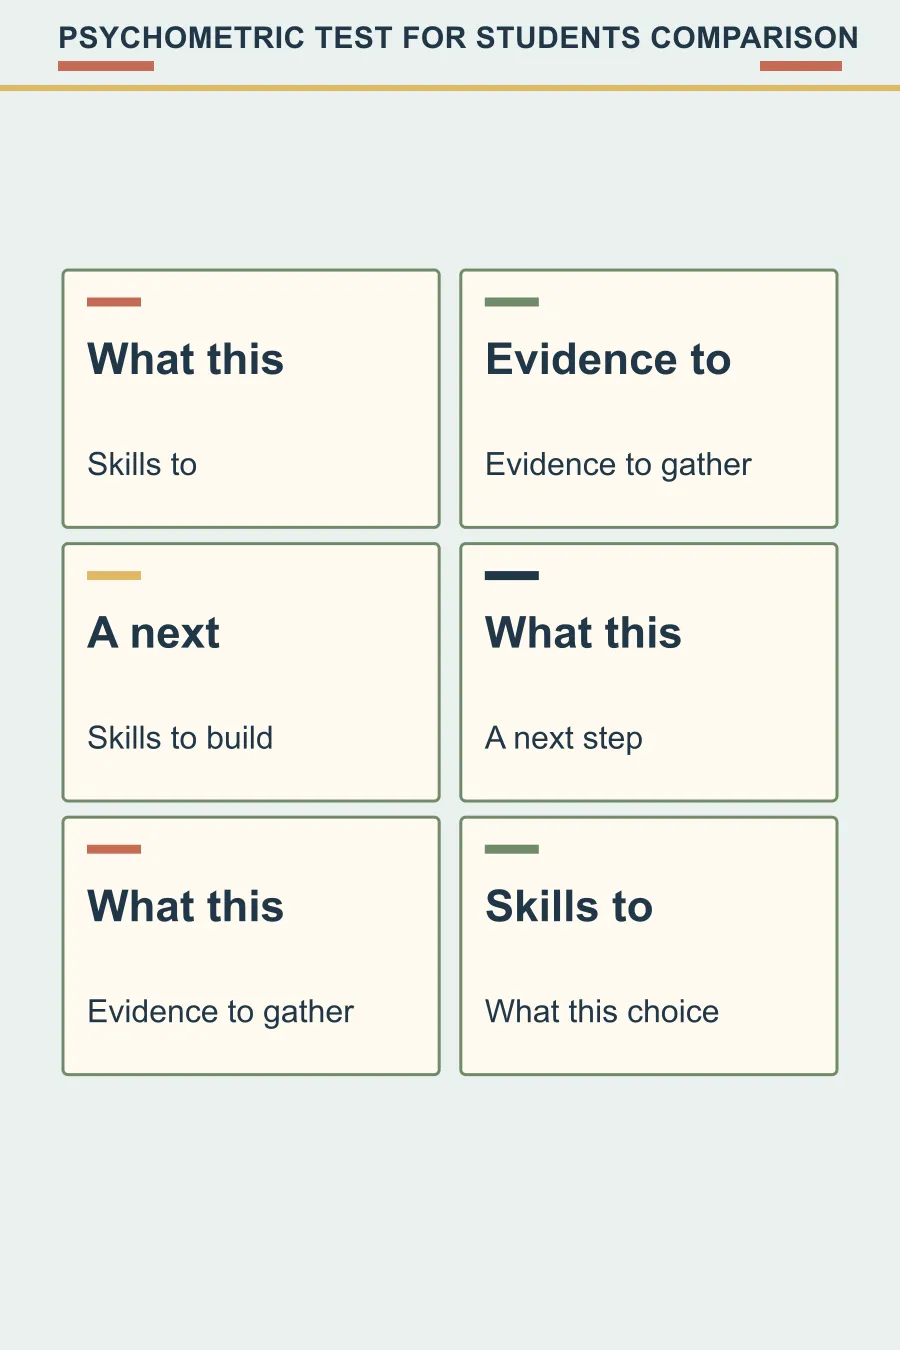 PSYCHOMETRIC TEST FOR STUDENTS COMPARISON
What this
Skills to
Evidence to
Evidence to gather
A next
Skills to build
What this
A next step
What this
Evidence to gather
Skills to
What this choice